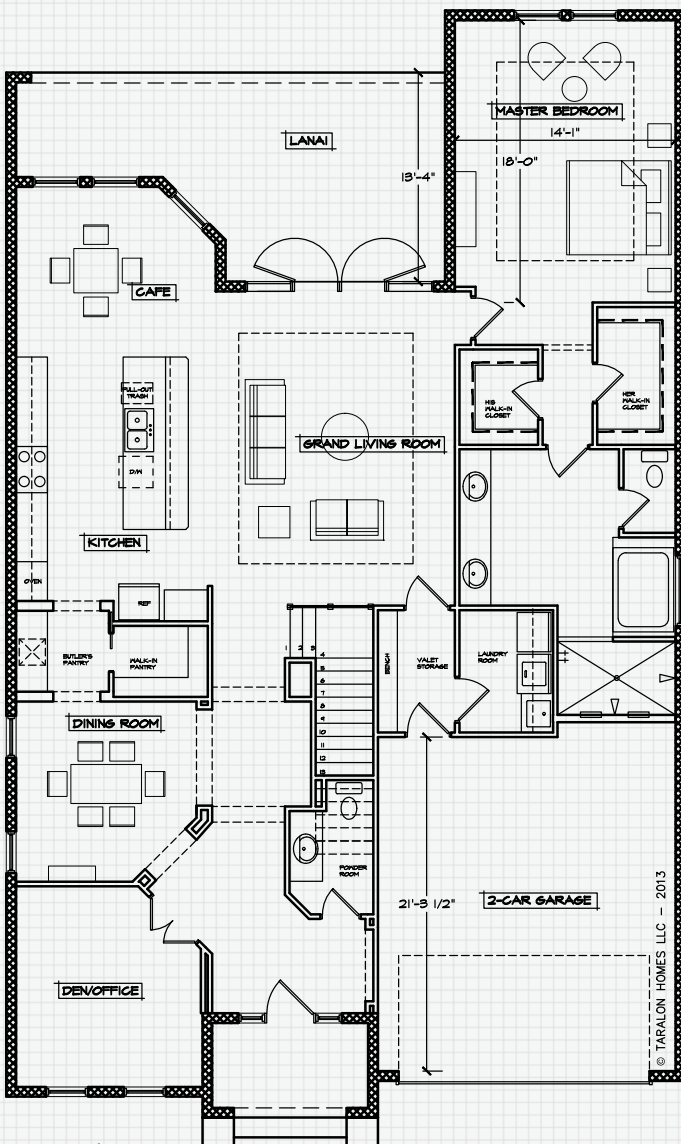 MASTER BEDROOM
14'-1"
18'-0"
LANAI
13'-4"
CAFE
PULL-OUT
TRASH
D/W
GRAND LIVING ROOM
HIS
WALK-IN
CLOSET
HER
WALK-IN
CLOSET
KITCHEN
OVEN
REF
BUTLER'S
PANTRY
WALK-IN
PANTRY
1 2 3
4
5
6
7
8
9
10
11
12
13
BENCH
VALET
STORAGE
LAUNDRY
ROOM
DINING ROOM
POWDER
ROOM
21'-3 1/2"
2-CAR GARAGE
DEN/OFFICE
© TARALON HOMES LLC - 2013